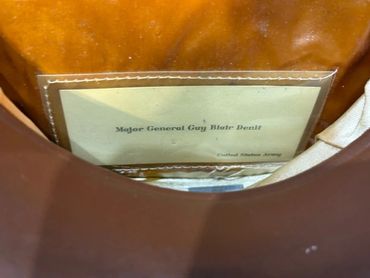 Major General Guy Blair Denit
United States Army